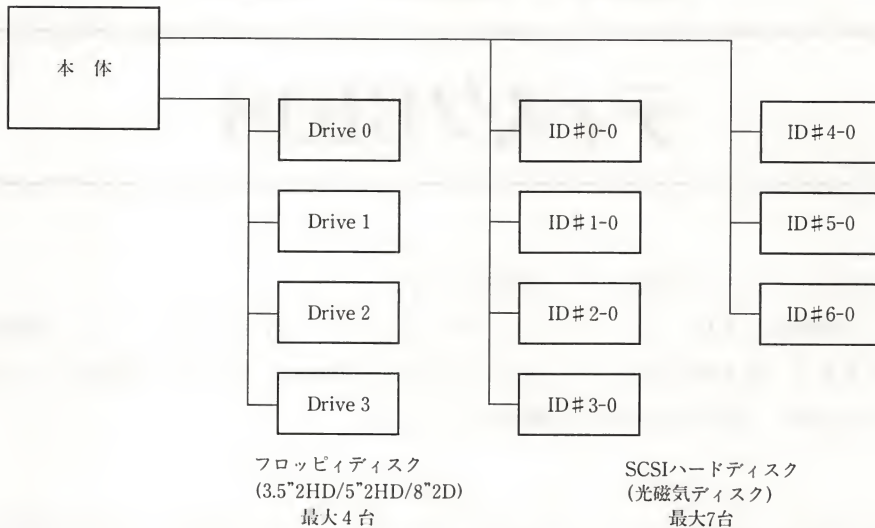 本 体
Drive 0
Drive 1
Drive 2
Drive 3
ID#0-0
ID#1-0
ID#2-0
ID#3-0
ID#4-0
ID#5-0
ID#6-0
フロッピィディスク
(3.5”2HD/5”2HD/8”2D)
最大4台
SCSIハードディスク
(光磁気ディスク)
最大7台